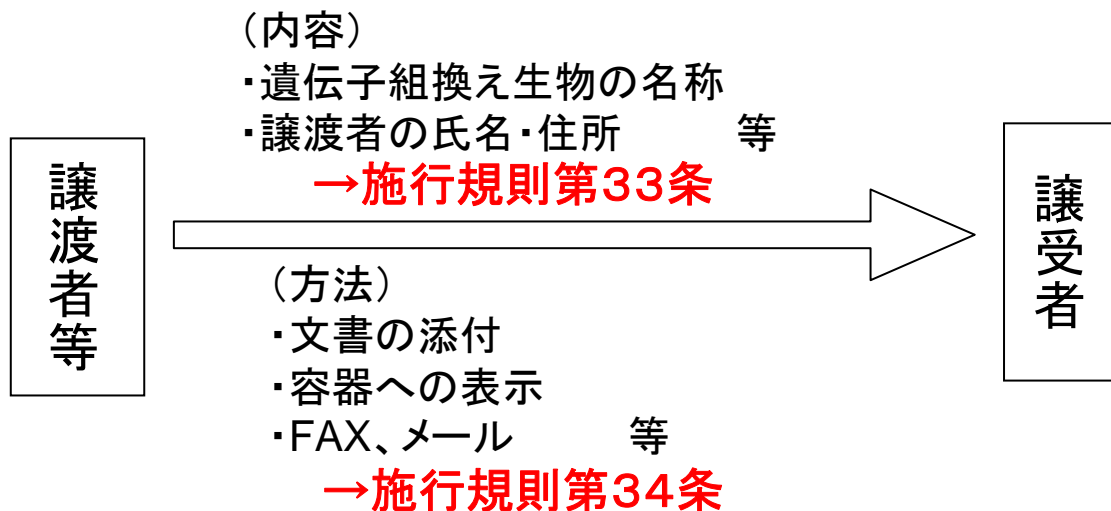 (内容)
・遺伝子組換え生物の名称
・譲渡者の氏名・住所　　　等
→施行規則第33条
譲渡者等
譲受者
(方法)
・文書の添付
・容器への表示
・FAX、メール　　　等
→施行規則第34条